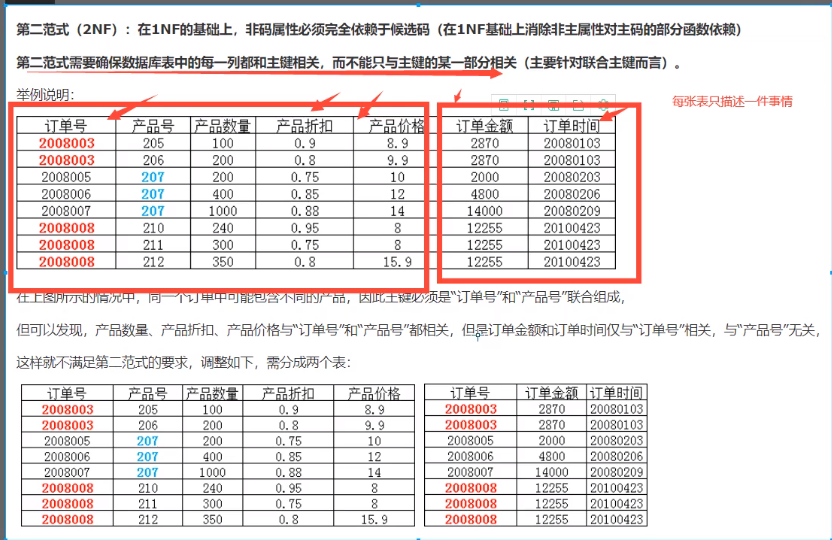 第二范式（2NF）：在1NF的基础上，非码属性必须完全依赖于候选码（在1NF基础上消除非主属性对主码的部分函数依赖）
第二范式需要确保数据库表中的每一列都和主键相关，而不能只与主键的某一部分相关（主要针对联合主键而言）。
举例说明：
每张表只描述一件事情
订单号 产品号 产品数量 产品折扣 产品价格 订单金额 订单时间
2008003 205 100 0.9 8.9 2870 20080103
2008003 206 200 0.8 9.9 2870 20080103
2008005 207 200 0.75 10 2000 20080203
2008006 207 400 0.85 12 4800 20080206
2008007 207 1000 0.88 14 14000 20080209
2008008 210 240 0.95 8 12255 20100423
2008008 211 300 0.75 8 12255 20100423
2008008 212 350 0.8 15.9 12255 20100423
在上图所示的情况中，同一个订单中可能包含不同的产品，因此主键必须是“订单号”和“产品号”联合组成，
但可以发现，产品数量、产品折扣、产品价格与“订单号”和“产品号”都相关，但是订单金额和订单时间仅与“订单号”相关，与“产品号”无关，
这样就不满足第二范式的要求，调整如下，需分成两个表：
订单号 产品号 产品数量 产品折扣 产品价格
2008003 205 100 0.9 8.9
2008003 206 200 0.8 9.9
2008005 207 200 0.75 10
2008006 207 400 0.85 12
2008007 207 1000 0.88 14
2008008 210 240 0.95 8
2008008 211 300 0.75 8
2008008 212 350 0.8 15.9
订单号 订单金额 订单时间
2008003 2870 20080103
2008003 2870 20080103
2008005 2000 20080203
2008006 4800 20080206
2008007 14000 20080209
2008008 12255 20100423
2008008 12255 20100423
2008008 12255 20100423